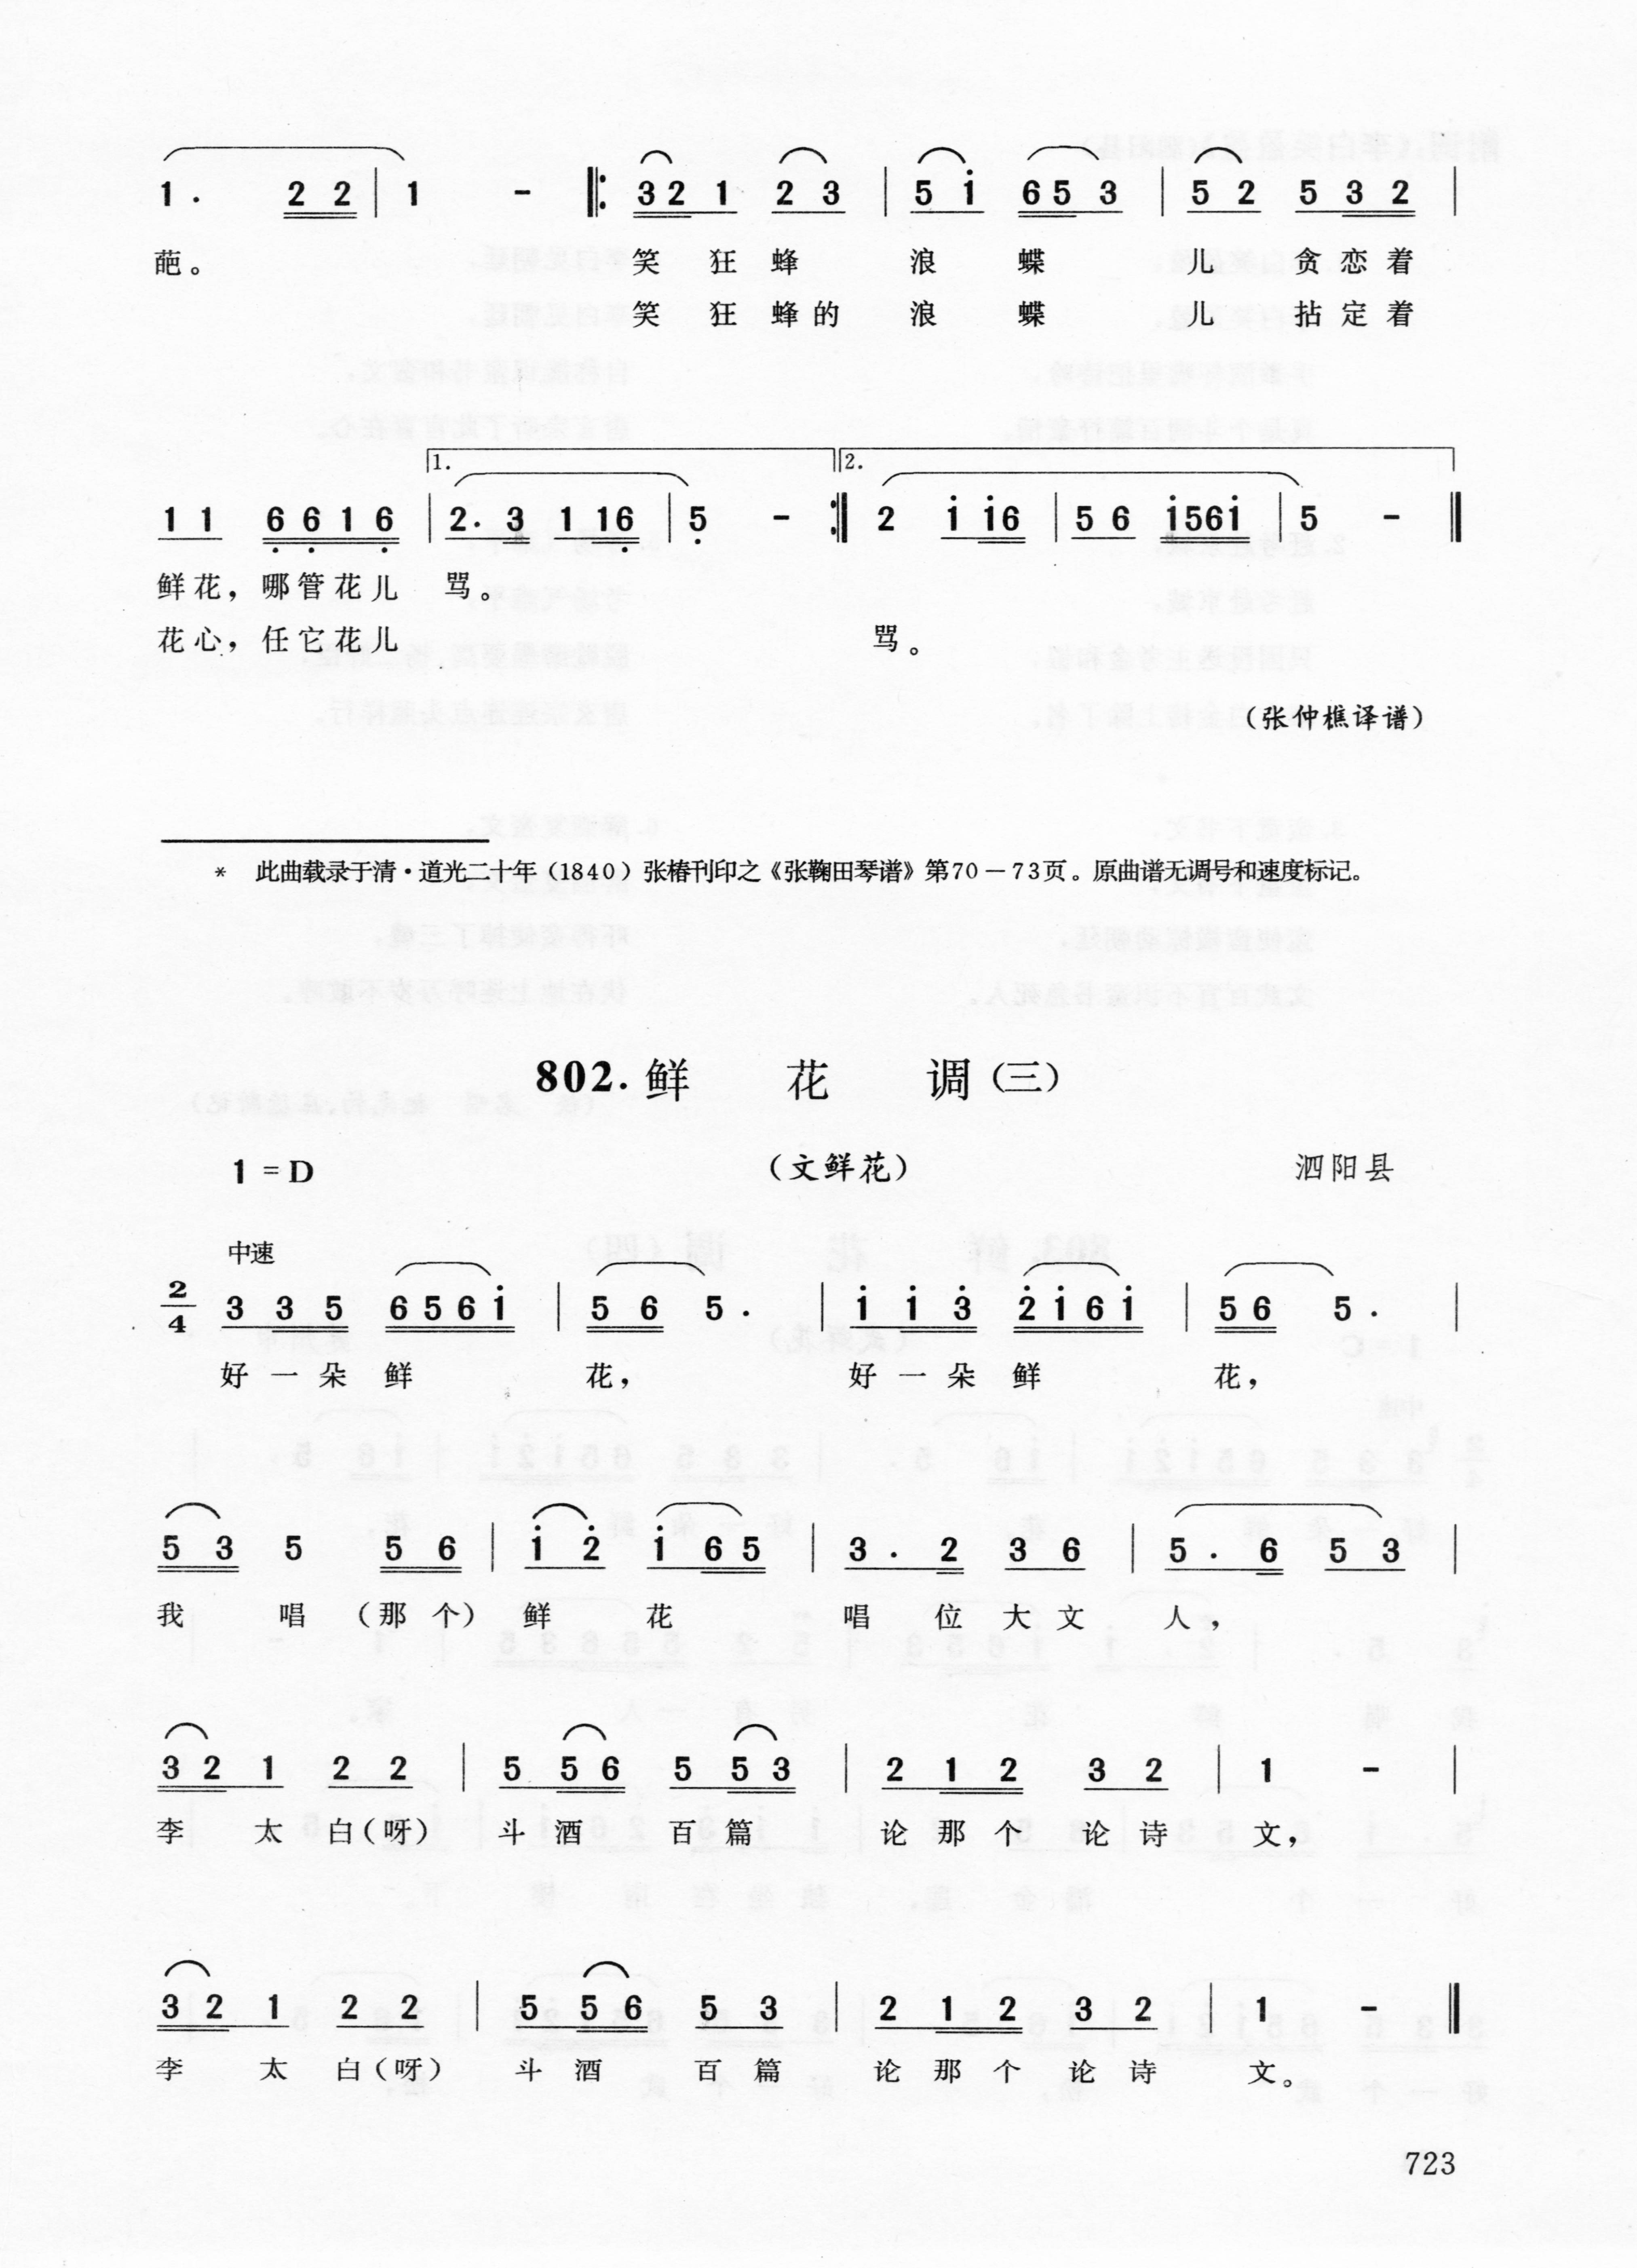 1. 2 2 | 1 - ‖: 3 2 1 2 3 | 5 i̇ 6 5 3 | 5 2 5 3 2 |
葩。 笑 狂 蜂 浪 蝶 儿 贪 恋 着
笑 狂 蜂 的 浪 蝶 儿 拈 定 着
1. 2.
1 1 6̣ 6̣ 1 6̣ | 2. 3 1 1 6̣ | 5̣ - :‖ 2 i̇ i̇ 6 | 5 6 i̇ 5 6 i̇ | 5 - ‖
鲜 花, 哪 管 花 儿 骂。
花 心, 任 它 花 儿 骂。
(张仲樵译谱)
* 此曲载录于清·道光二十年(1840)张椿刊印之《张鞠田琴谱》第70—73页。原曲谱无调号和速度标记。
802. 鲜 花 调 (三)
1 = D (文鲜花) 泗阳县
中速
2/4 3 3 5 6 5 6 i̇ | 5 6 5. | i̇ i̇ 3̇ 2̇ i̇ 6 i̇ | 5 6 5. |
好 一 朵 鲜 花, 好 一 朵 鲜 花,
5 3 5 5 6 | i̇ 2̇ i̇ 6 5 | 3. 2 3 6 | 5. 6 5 3 |
我 唱 (那 个) 鲜 花 唱 位 大 文 人,
3 2 1 2 2 | 5 5 6 5 5 3 | 2 1 2 3 2 | 1 - |
李 太 白(呀) 斗 酒 百 篇 论 那 个 论 诗 文,
3 2 1 2 2 | 5 5 6 5 3 | 2 1 2 3 2 | 1 - ‖
李 太 白(呀) 斗 酒 百 篇 论 那 个 论 诗 文。
723